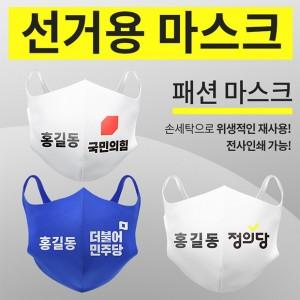 선거용 마스크
패션 마스크
손세탁으로 위생적인 재사용!
전사인쇄 가능!
홍길동 국민의힘
홍길동 더불어
민주당
홍길동 정의당